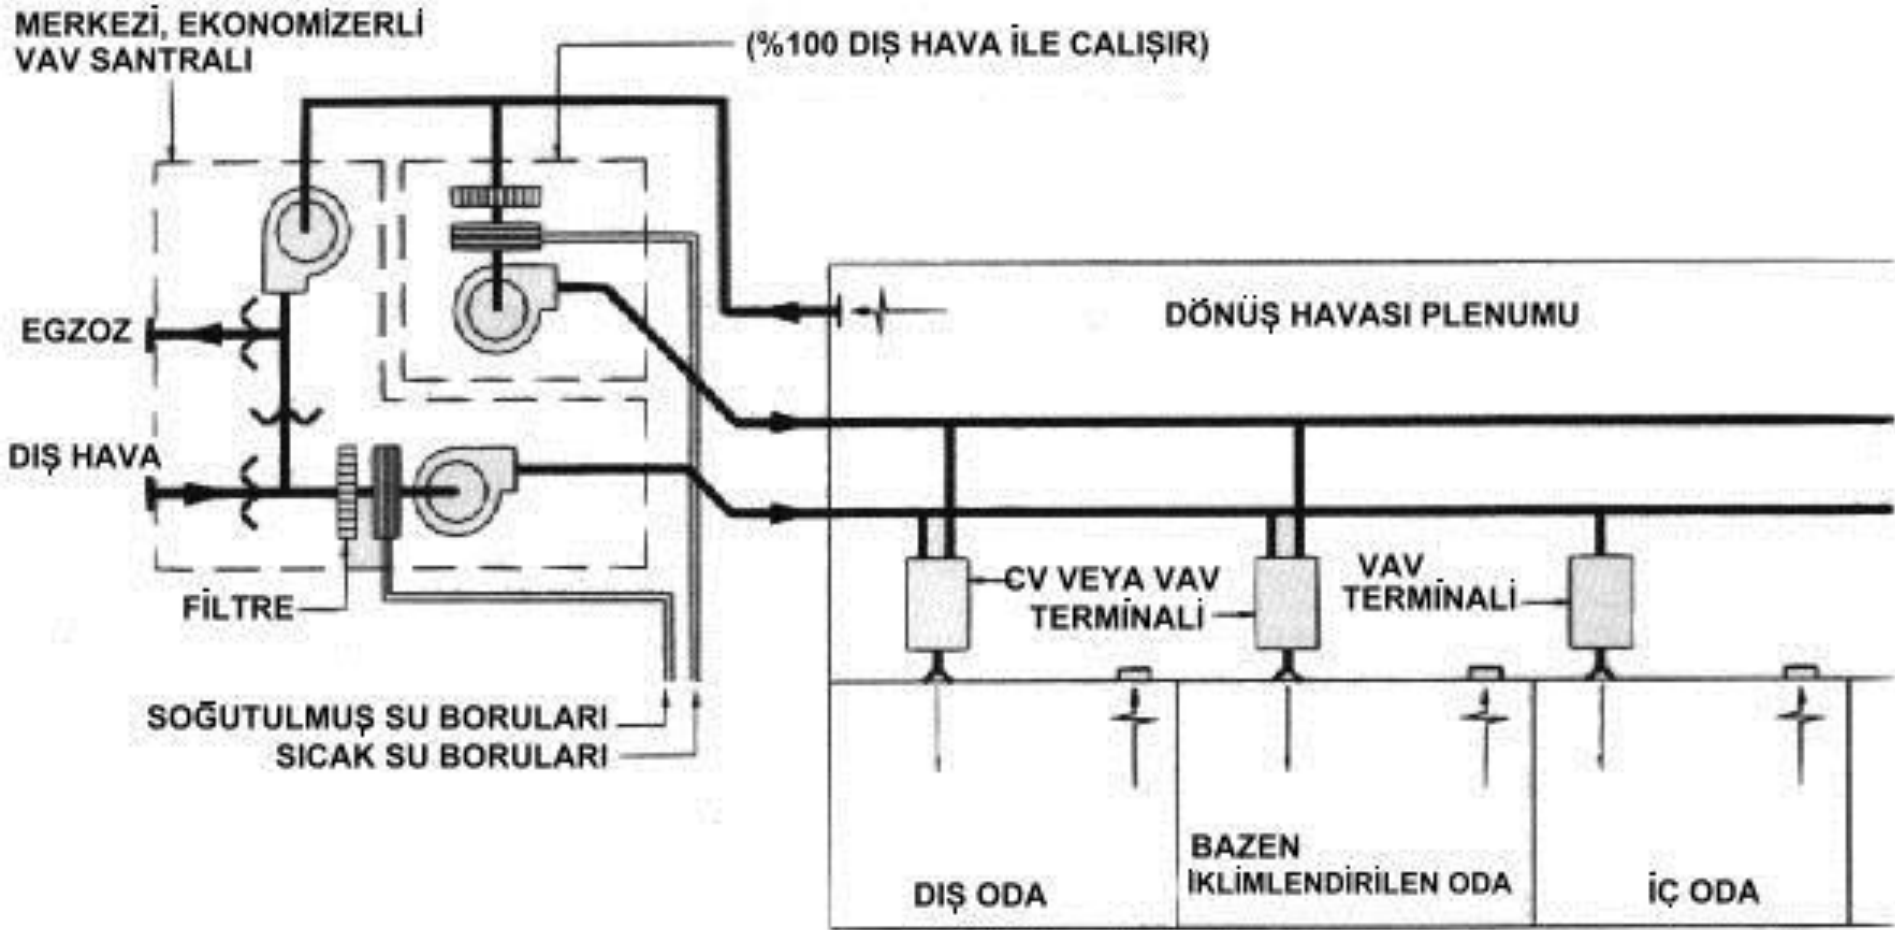 MERKEZİ, EKONOMİZERLİ
VAV SANTRALI
(%100 DIŞ HAVA İLE CALIŞIR)
EGZOZ
DÖNÜŞ HAVASI PLENUMU
DIŞ HAVA
FİLTRE
CV VEYA VAV
TERMİNALİ
VAV
TERMİNALİ
SOĞUTULMUŞ SU BORULARI
SICAK SU BORULARI
DIŞ ODA
BAZEN
İKLİMLENDİRİLEN ODA
İÇ ODA